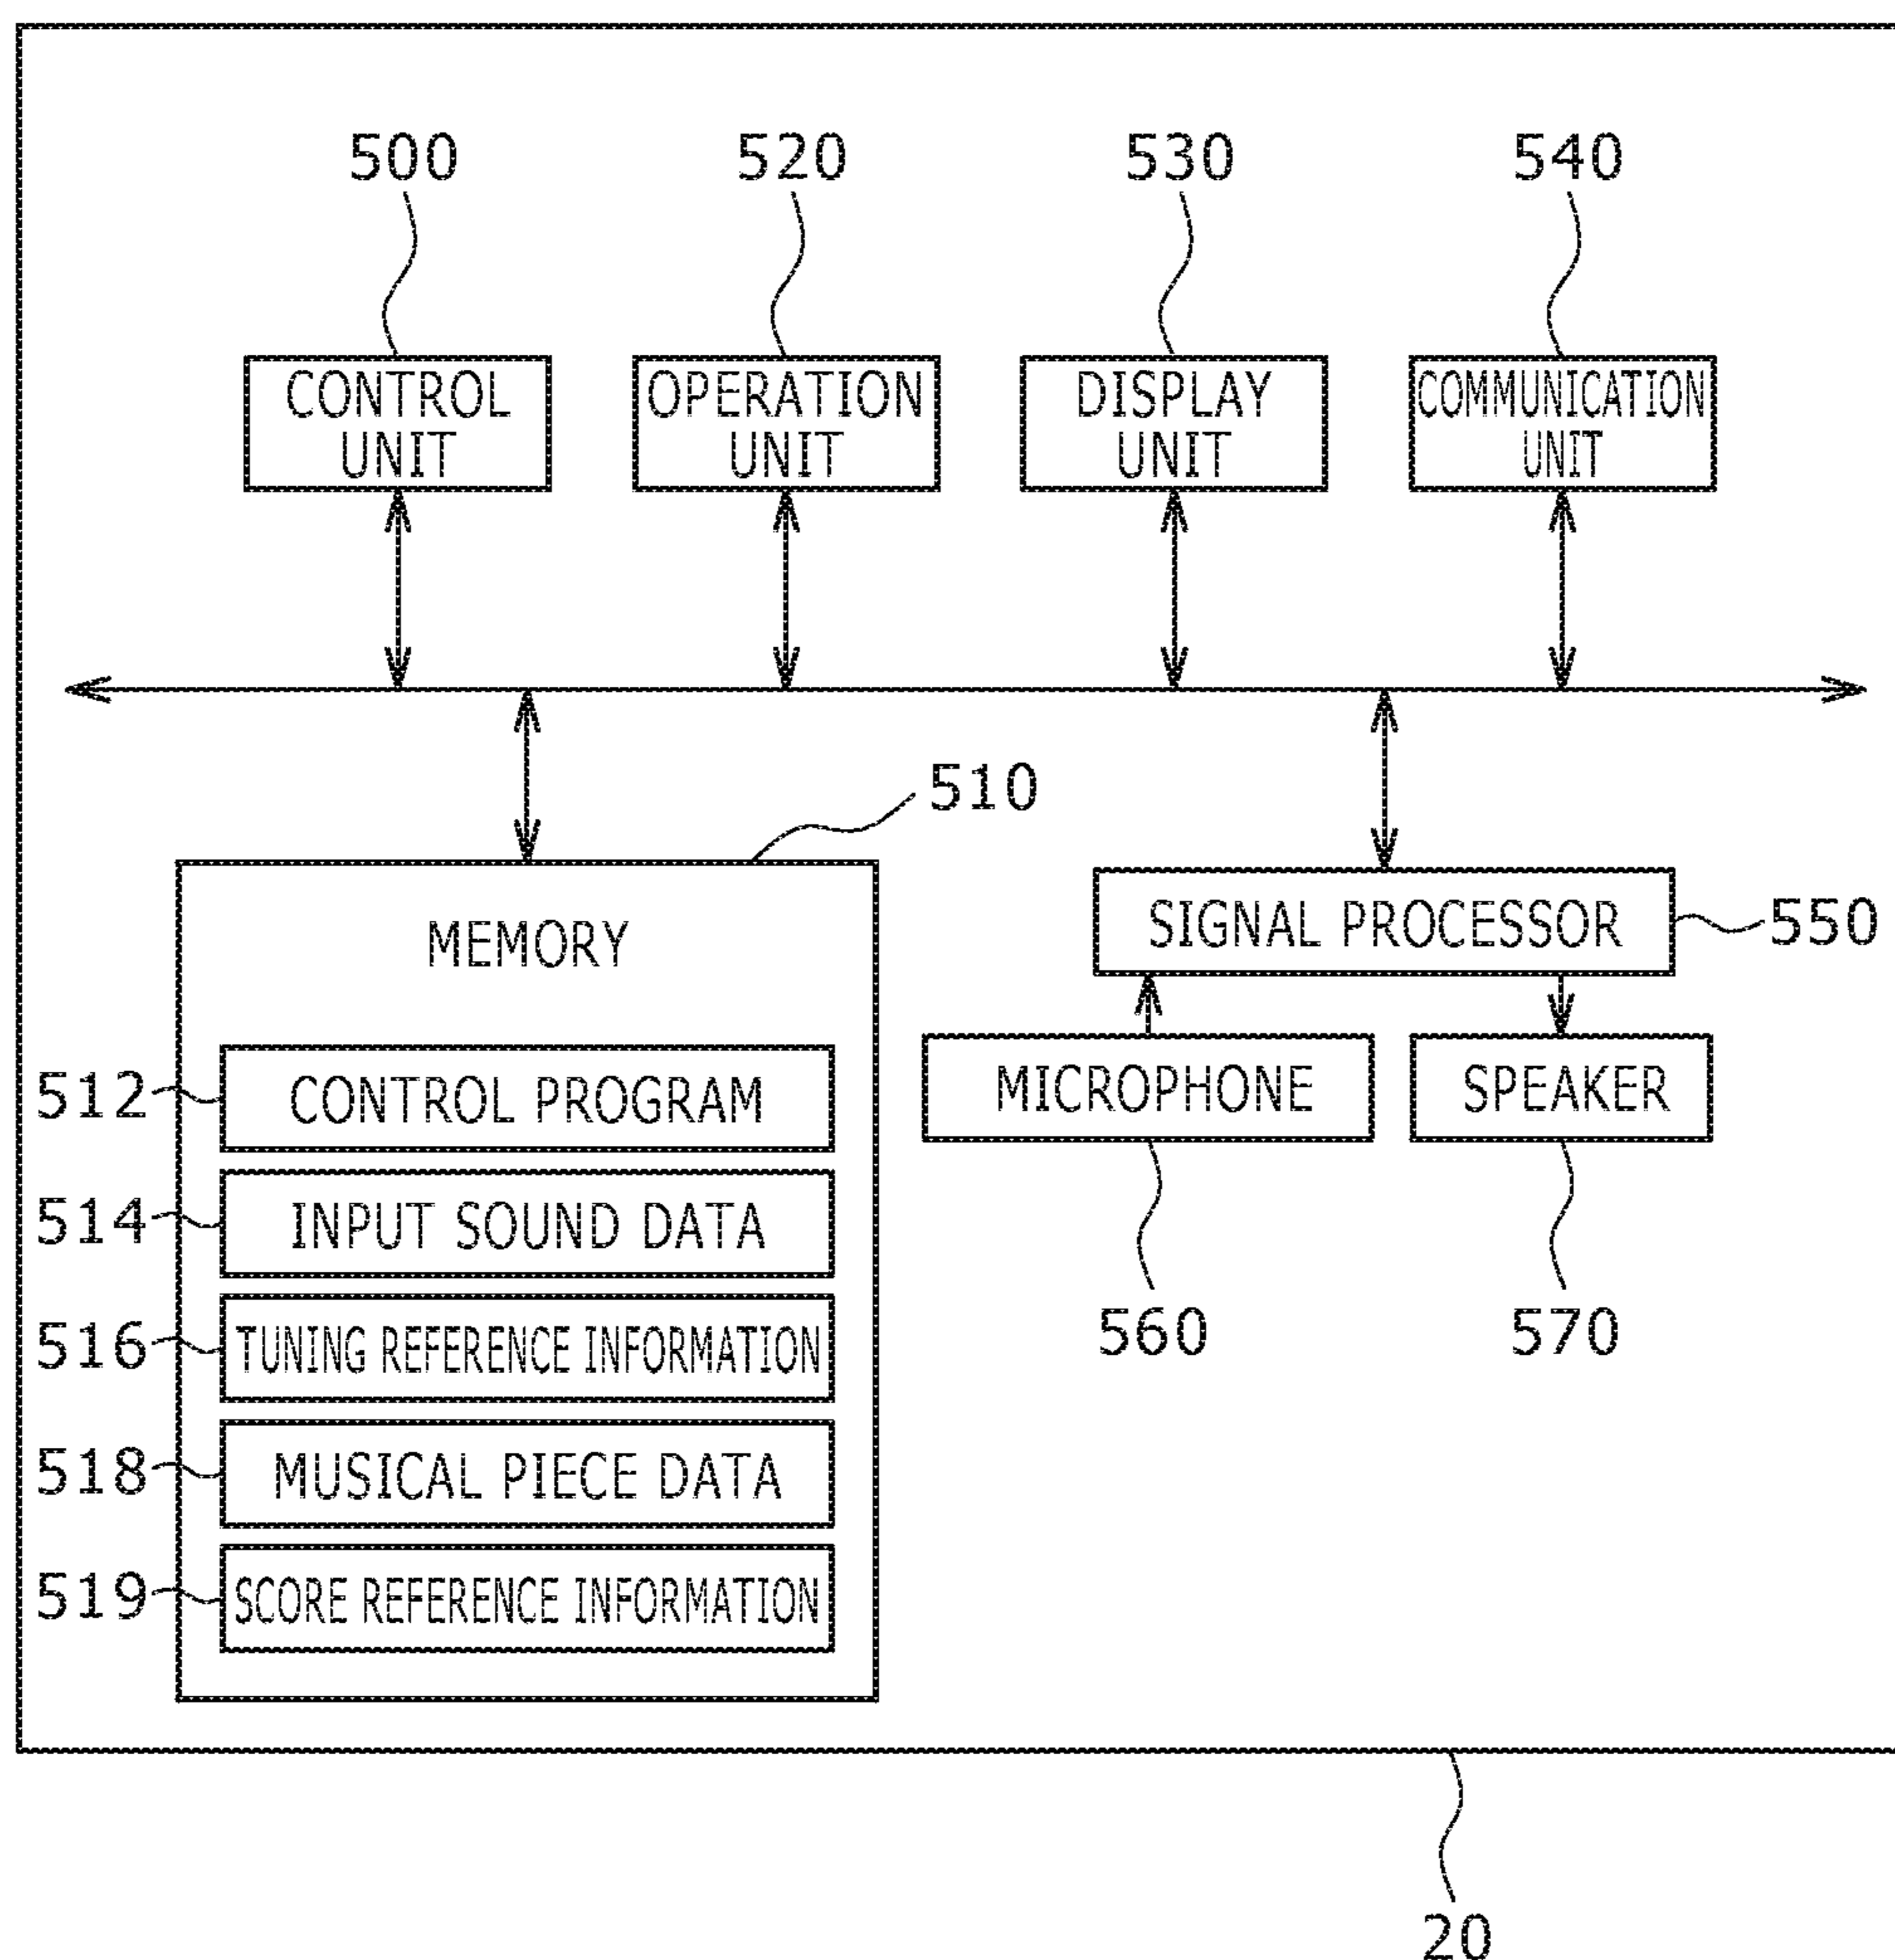 500 520 530 540
CONTROL UNIT
OPERATION UNIT
DISPLAY UNIT
COMMUNICATION UNIT
510
MEMORY
SIGNAL PROCESSOR 550
512 CONTROL PROGRAM
MICROPHONE
SPEAKER
514 INPUT SOUND DATA
560 570
516 TUNING REFERENCE INFORMATION
518 MUSICAL PIECE DATA
519 SCORE REFERENCE INFORMATION
20